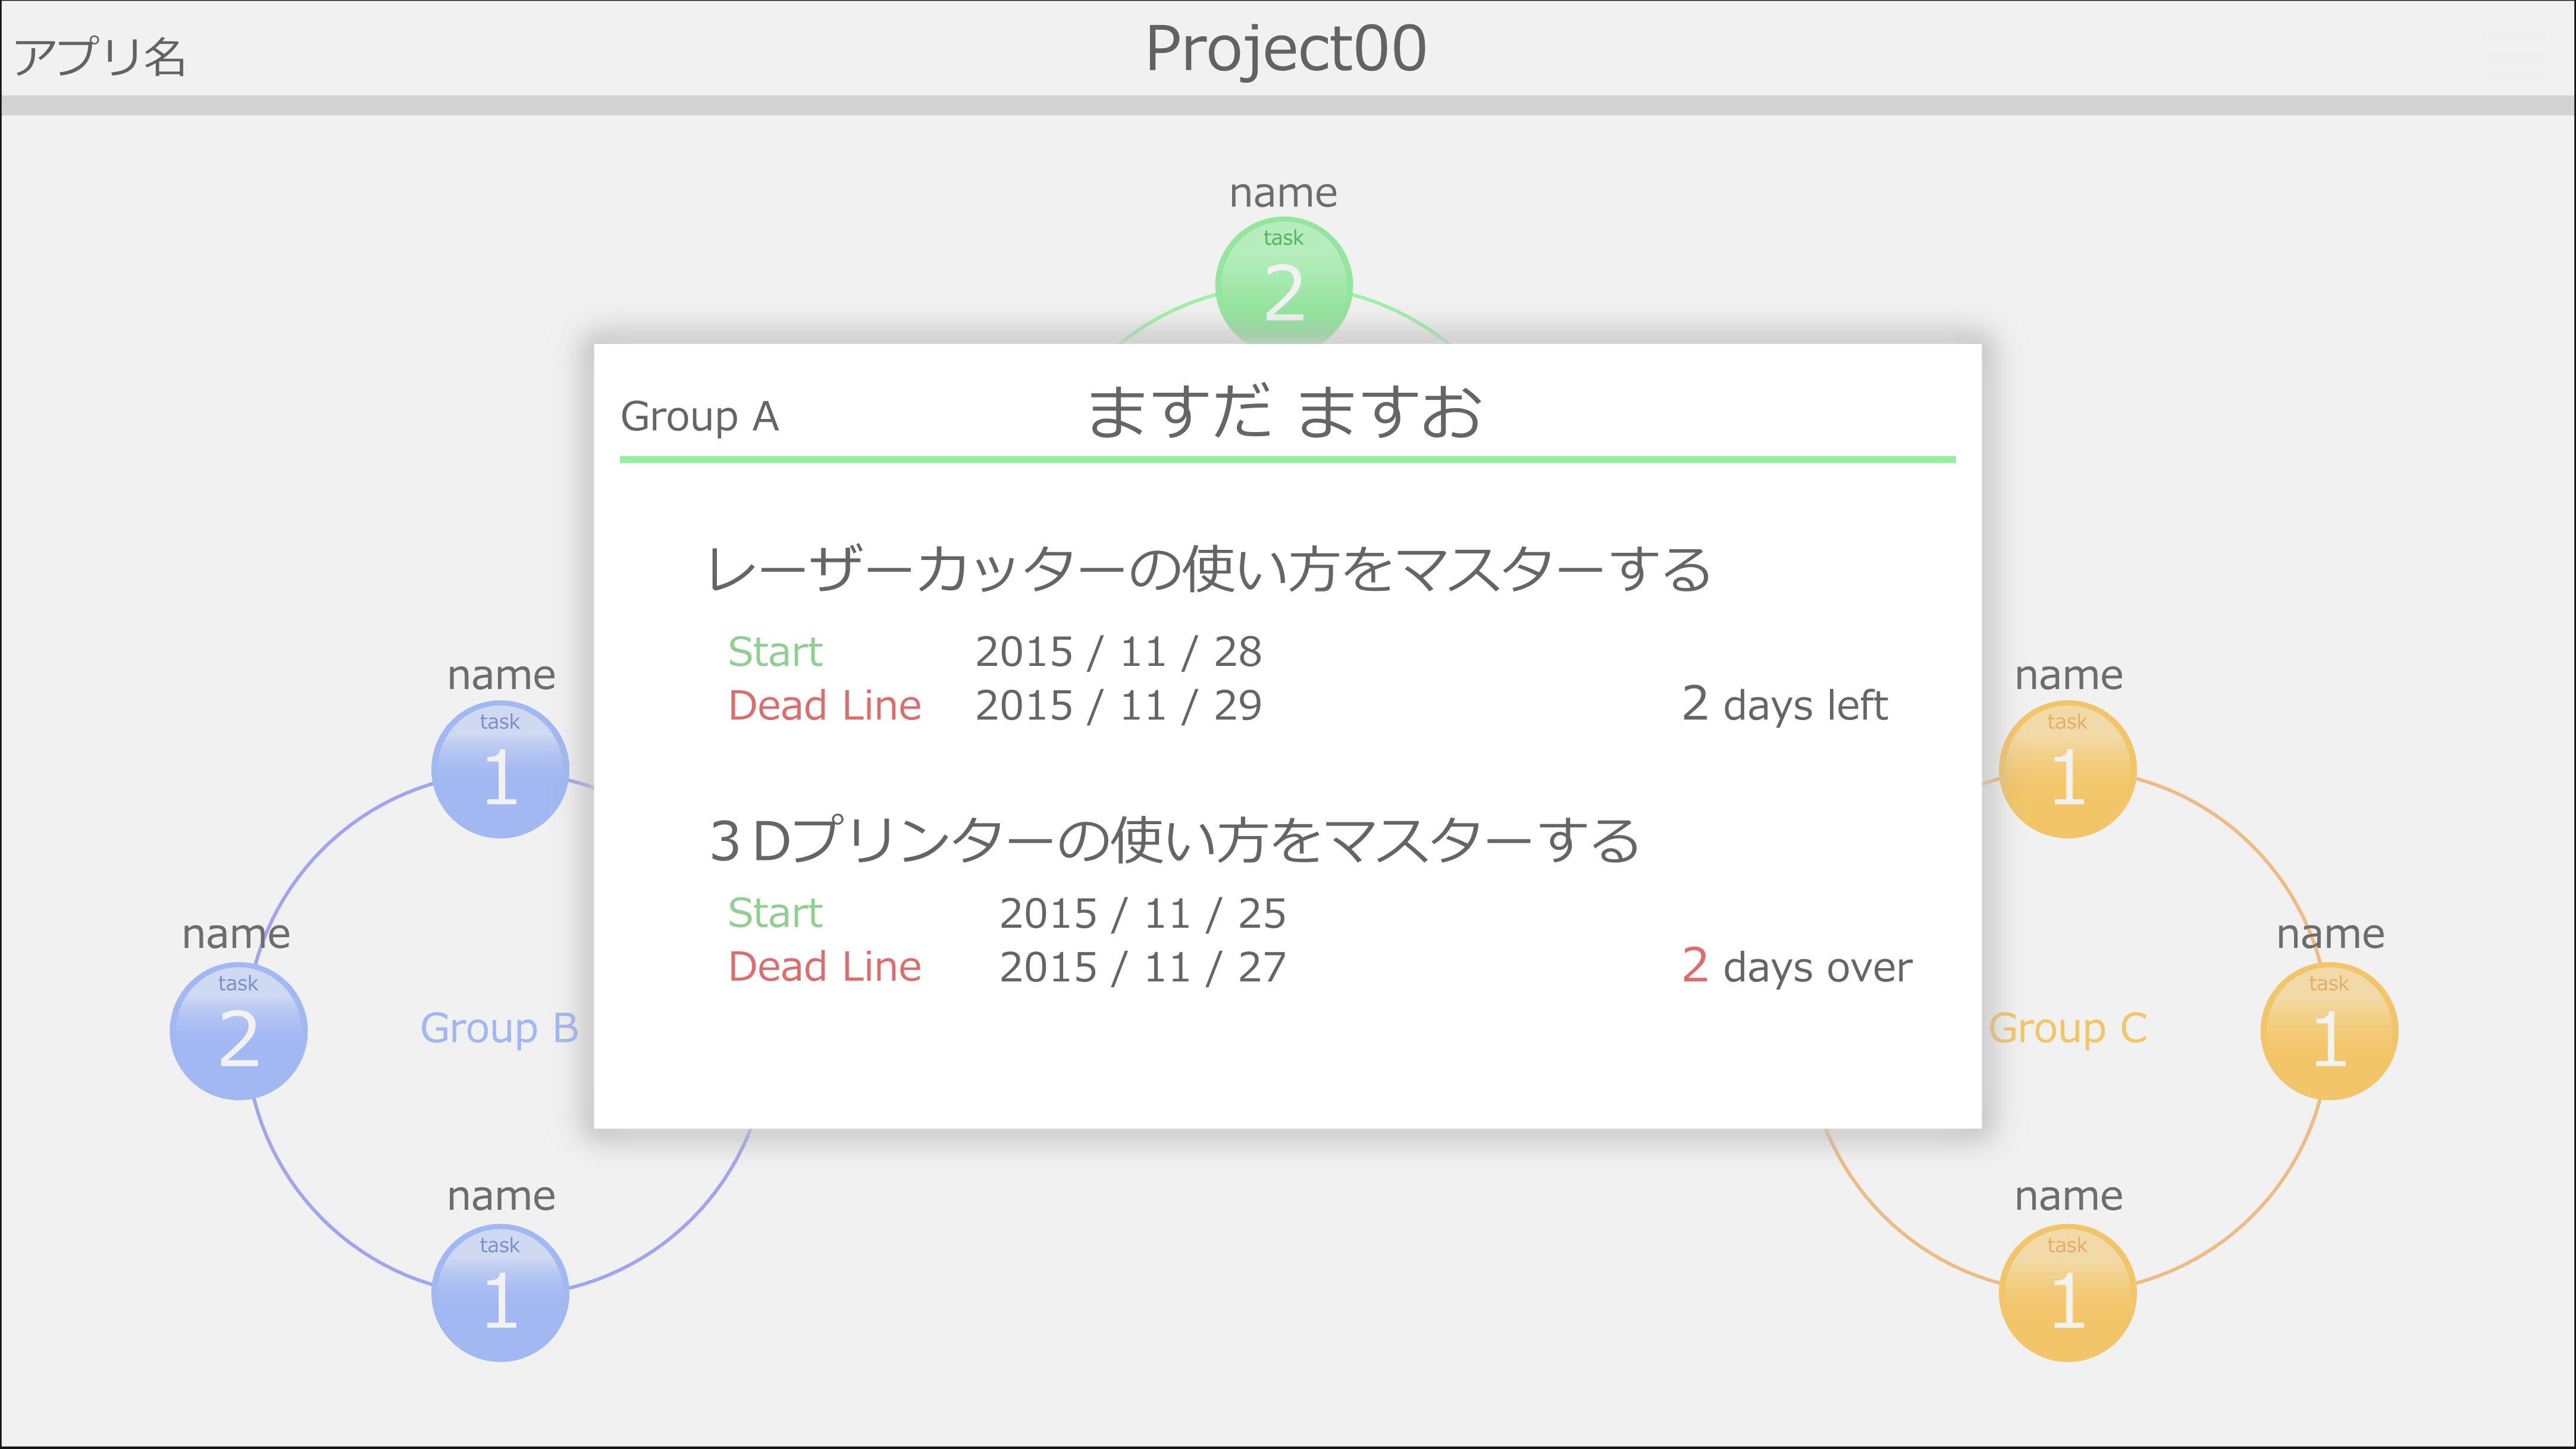 アプリ名
Project00
name
task
2
Group A
ますだ ますお
レーザーカッターの使い方をマスターする
Start 2015 / 11 / 28
Dead Line 2015 / 11 / 29 2 days left
３Dプリンターの使い方をマスターする
Start 2015 / 11 / 25
Dead Line 2015 / 11 / 27 2 days over
name
task
1
name
task
2
Group B
name
task
1
name
task
1
name
task
1
Group C
name
task
1